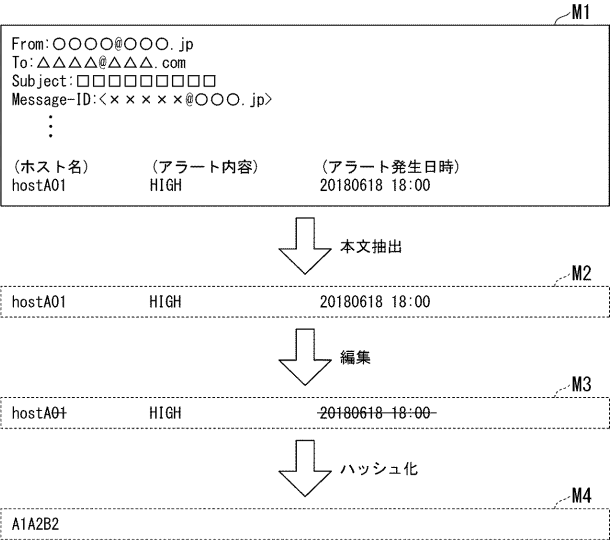 M1
From:○○○○@○○○.jp
To:△△△△@△△△.com
Subject:□□□□□□□□□
Message-ID:<×××××@○○○.jp>
(ホスト名) (アラート内容) (アラート発生日時)
hostA01 HIGH 20180618 18:00
本文抽出
M2
hostA01 HIGH 20180618 18:00
編集
M3
hostA01 HIGH 20180618 18:00
ハッシュ化
M4
A1A2B2